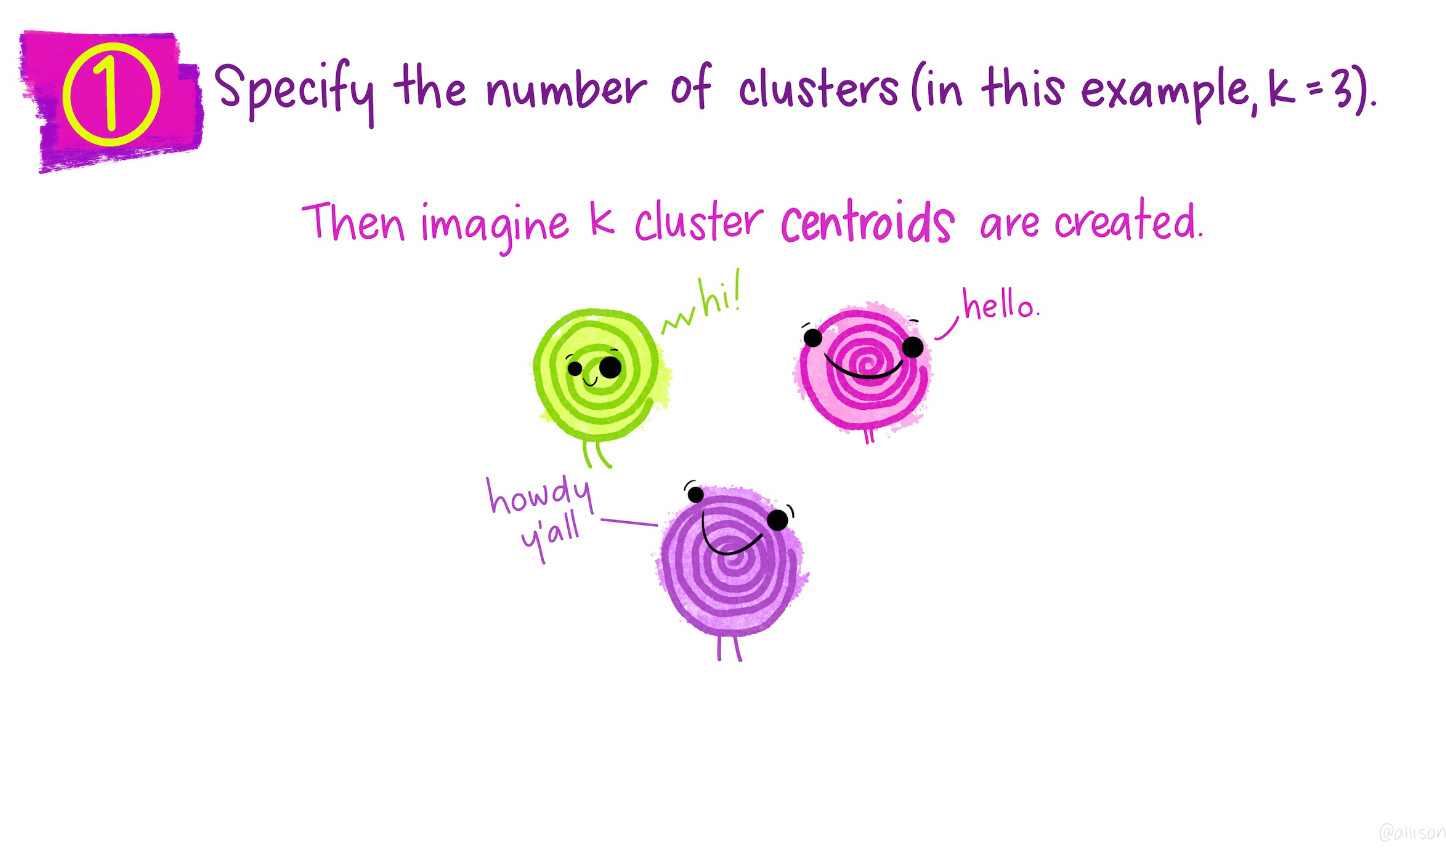 1
Specify the number of clusters (in this example, k = 3).
Then imagine k cluster centroids are created.
hi!
hello.
howdy
y'all
@allison